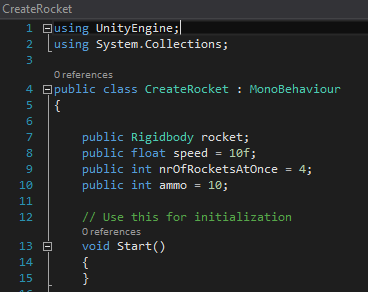 CreateRocket
1 using UnityEngine;
2 using System.Collections;
3
0 references
4 public class CreateRocket : MonoBehaviour
5 {
6
7 public Rigidbody rocket;
8 public float speed = 10f;
9 public int nrOfRocketsAtOnce = 4;
10 public int ammo = 10;
11
12 // Use this for initialization
0 references
13 void Start()
14 {
15 }